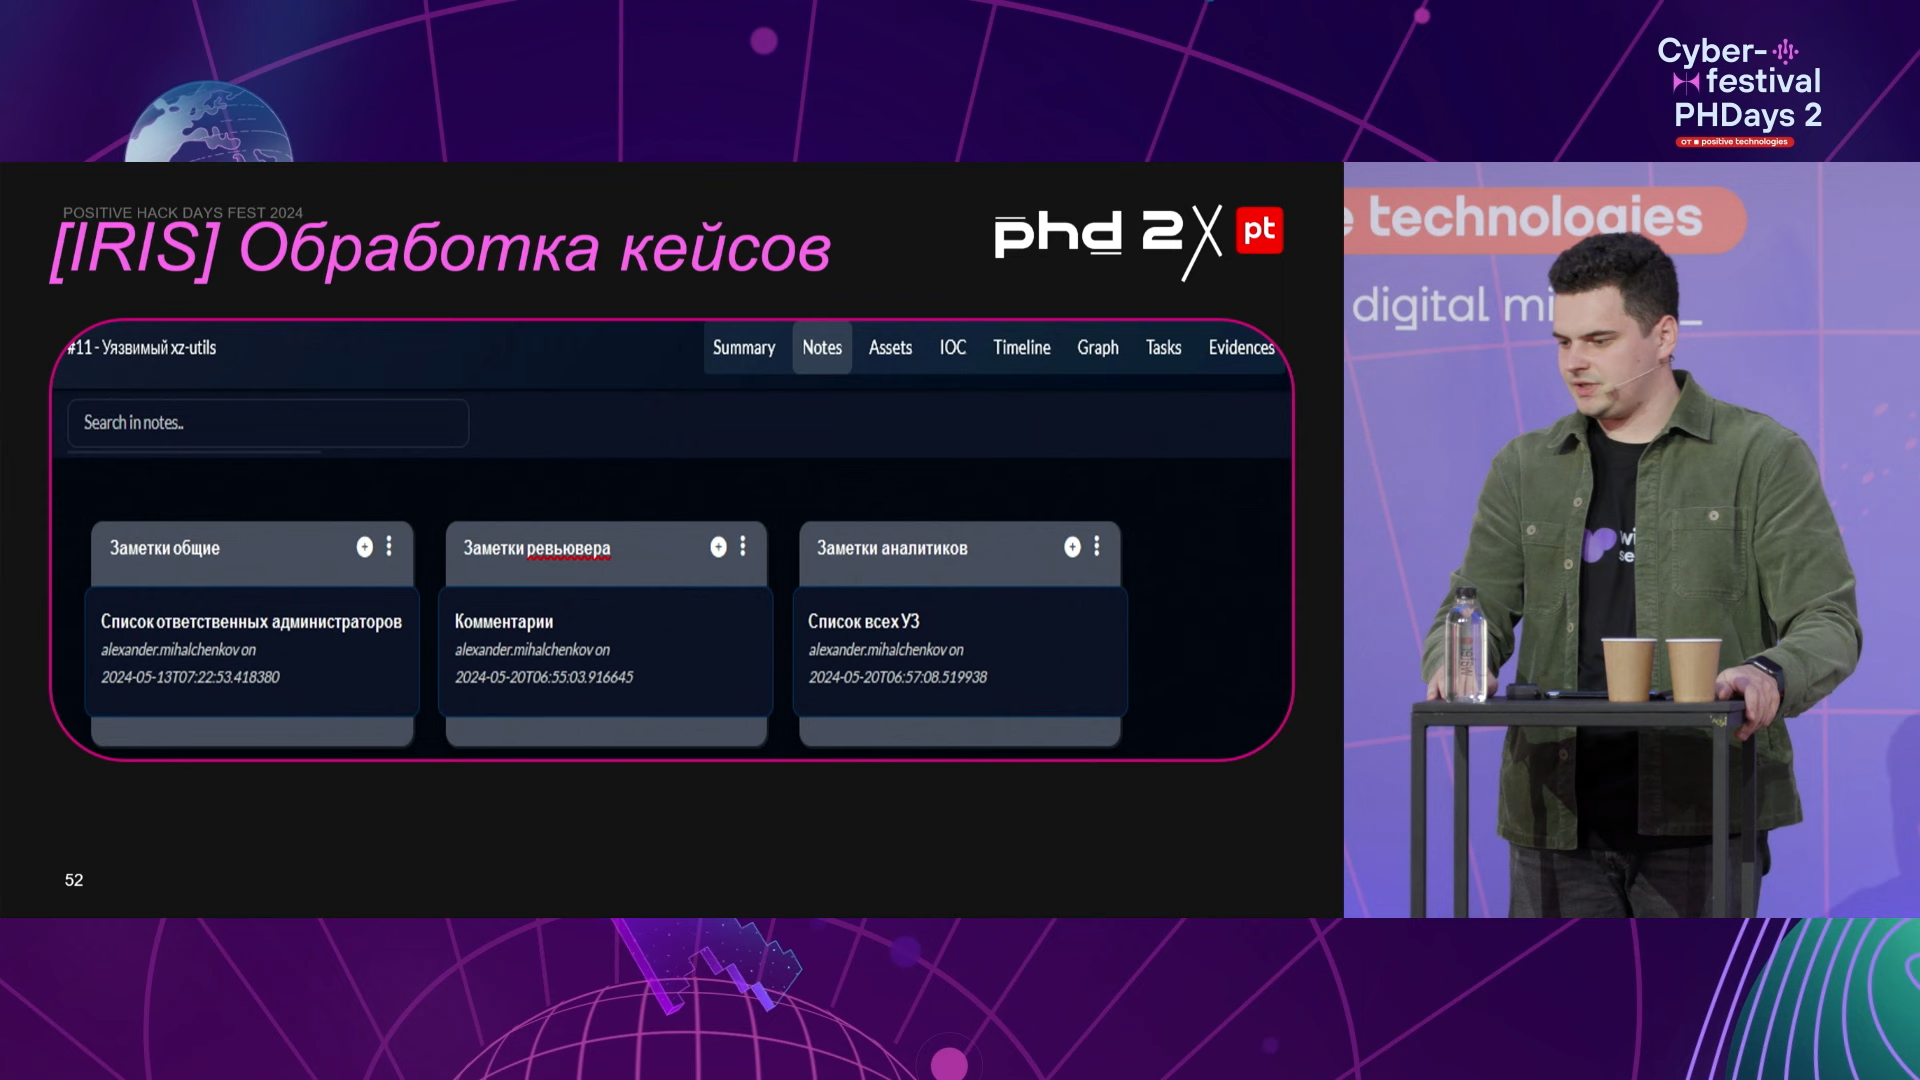 Cyber-
festival
PHDays 2
от positive technologies
POSITIVE HACK DAYS FEST 2024
[IRIS] Обработка кейсов
phd 2
pt
#11 - Уязвимый xz-utils
Summary
Notes
Assets
IOC
Timeline
Graph
Tasks
Evidences
Search in notes..
Заметки общие
Список ответственных администраторов
alexander.mihalchenkov on
2024-05-13T07:22:53.418380
Заметки ревьювера
Комментарии
alexander.mihalchenkov on
2024-05-20T06:55:03.916645
Заметки аналитиков
Список всех УЗ
alexander.mihalchenkov on
2024-05-20T06:57:08.519938
52
technologies
digital